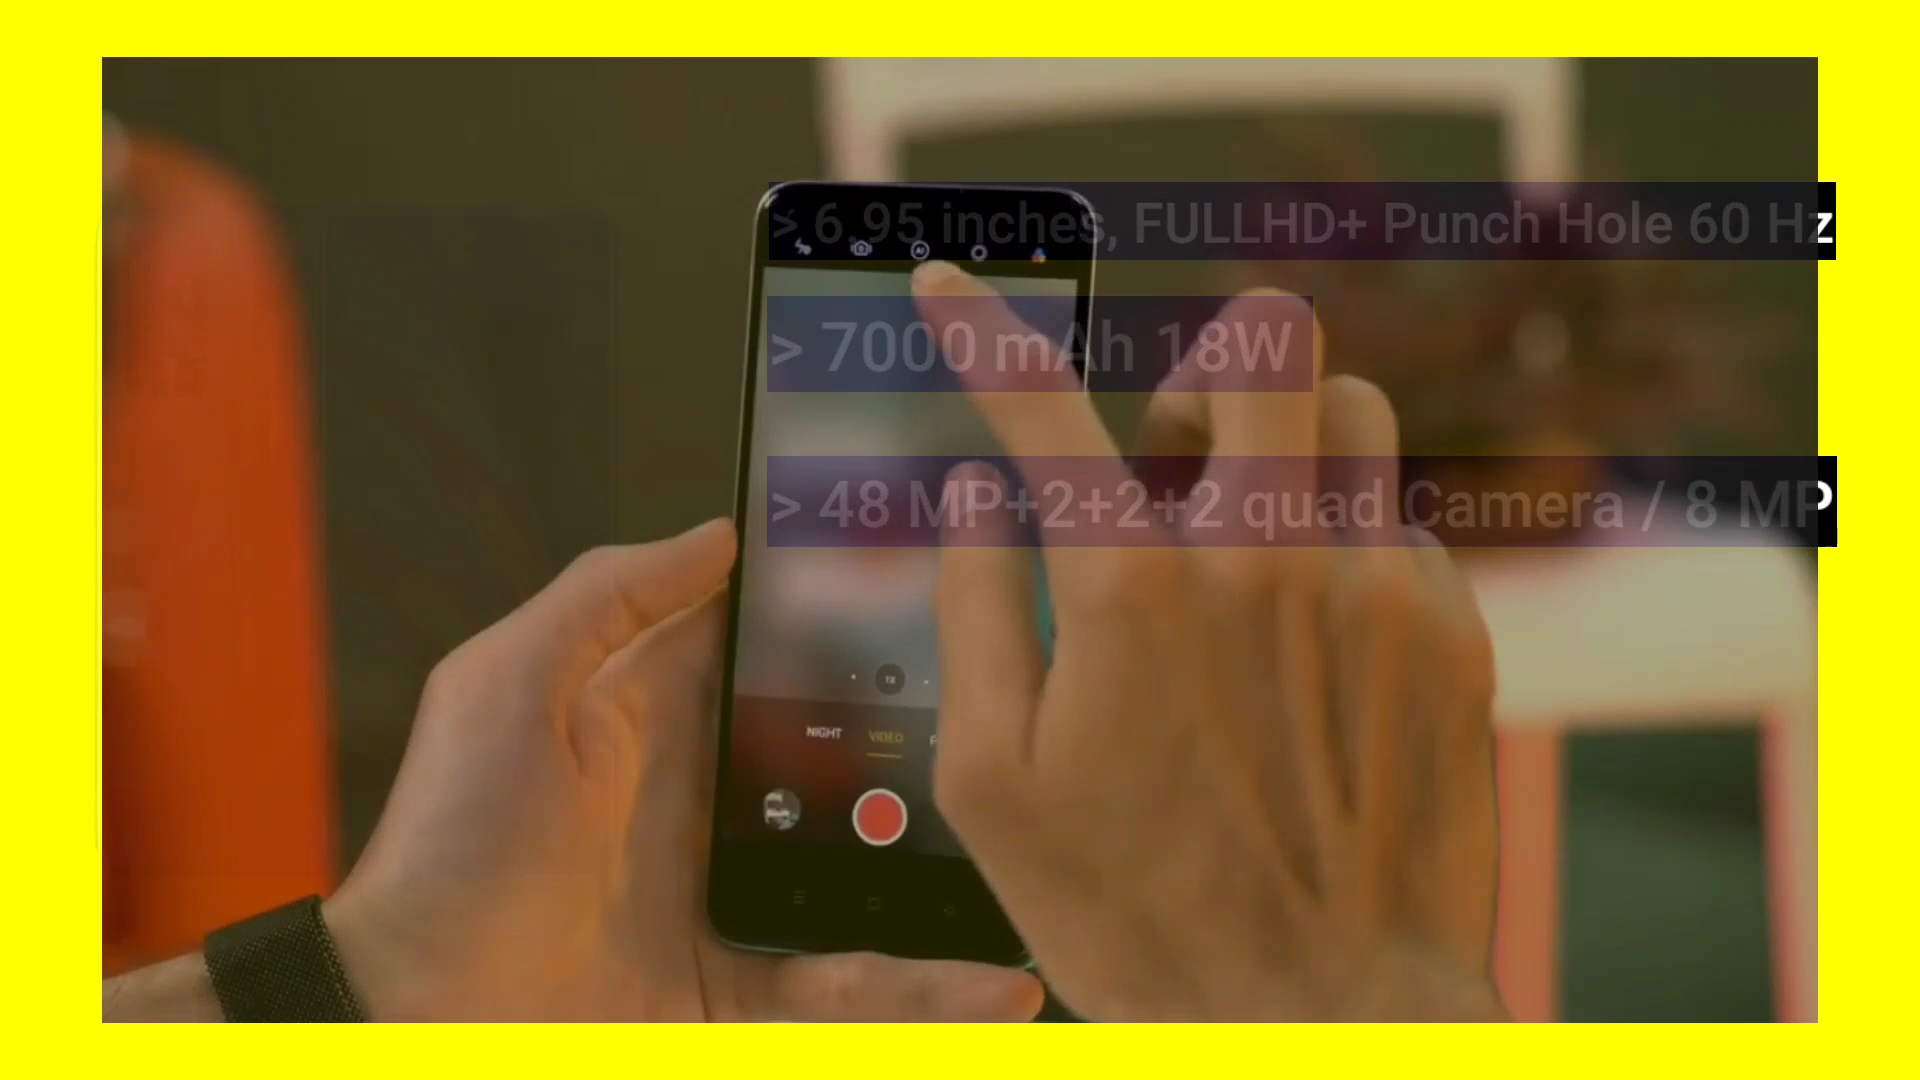 > 6.95 inches, FULLHD+ Punch Hole 60 Hz
> 7000 mAh 18W
> 48 MP+2+2+2 quad Camera / 8 MP
1X
NIGHT VIDEO